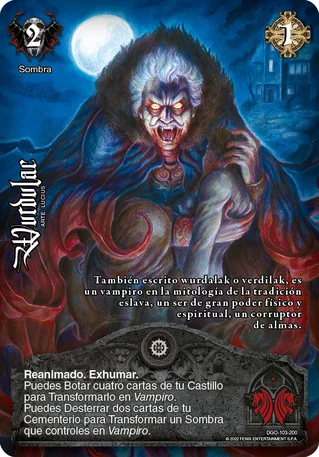 2
1
Sombra
Wurdulac
ARTE: LUCIUS
También escrito wurdalak o verdilak, es
un vampiro en la mitología de la tradición
eslava, un ser de gran poder físico y
espiritual, un corruptor
de almas.
Reanimado. Exhumar.
Puedes Botar cuatro cartas de tu Castillo
para Transformarlo en Vampiro.
Puedes Desterrar dos cartas de tu
Cementerio para Transformar un Sombra
que controles en Vampiro.
DGO-103-200
© 2022 FENIX ENTERTAINMENT S.P.A.